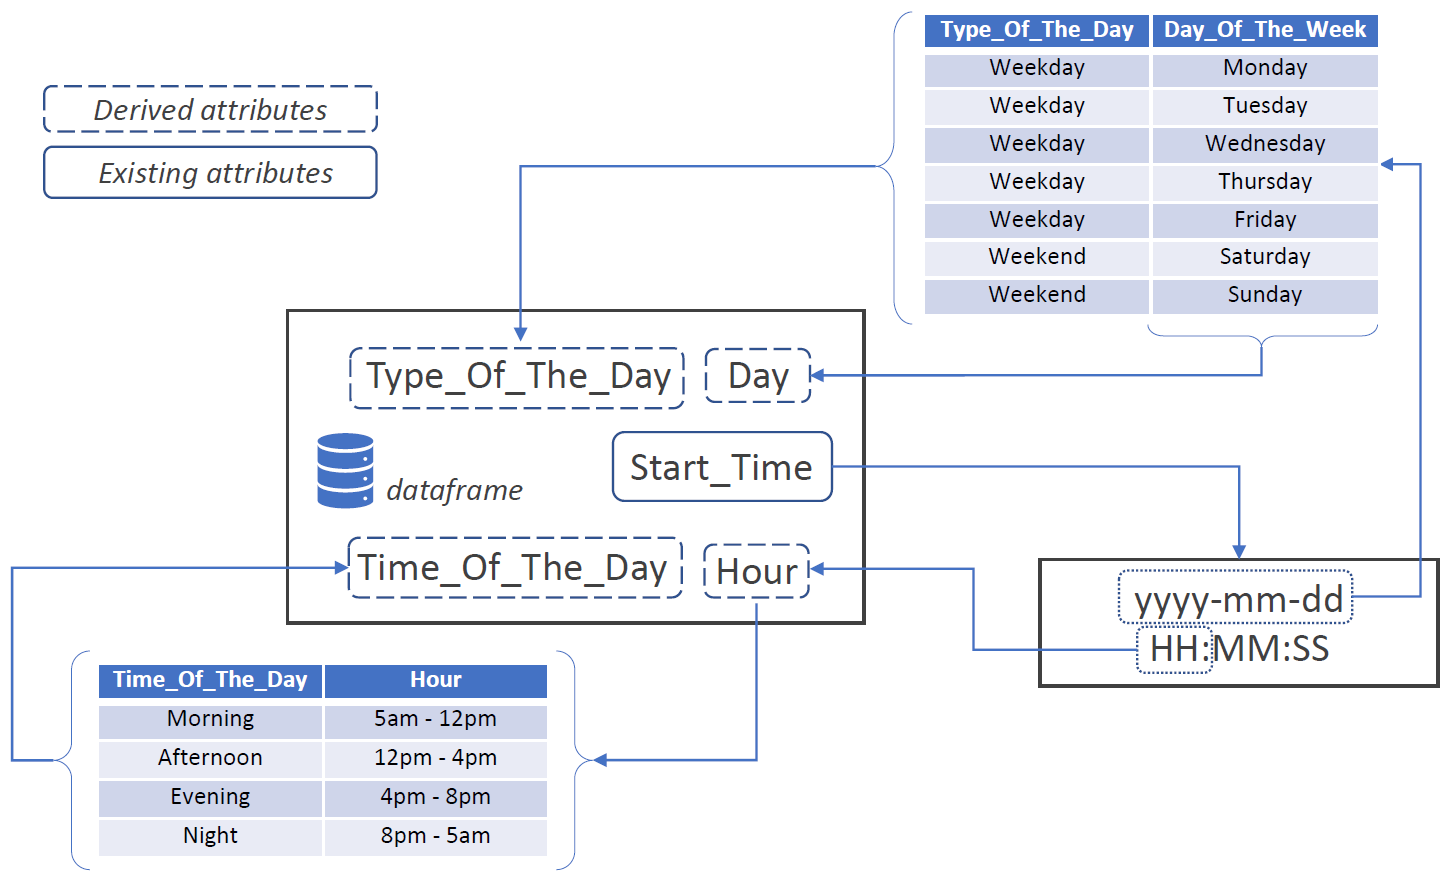 Derived attributes
Existing attributes
Type_Of_The_Day Day_Of_The_Week
Weekday Monday
Weekday Tuesday
Weekday Wednesday
Weekday Thursday
Weekday Friday
Weekend Saturday
Weekend Sunday
Type_Of_The_Day Day
Start_Time
dataframe
Time_Of_The_Day Hour
yyyy-mm-dd
HH:MM:SS
Time_Of_The_Day Hour
Morning 5am - 12pm
Afternoon 12pm - 4pm
Evening 4pm - 8pm
Night 8pm - 5am